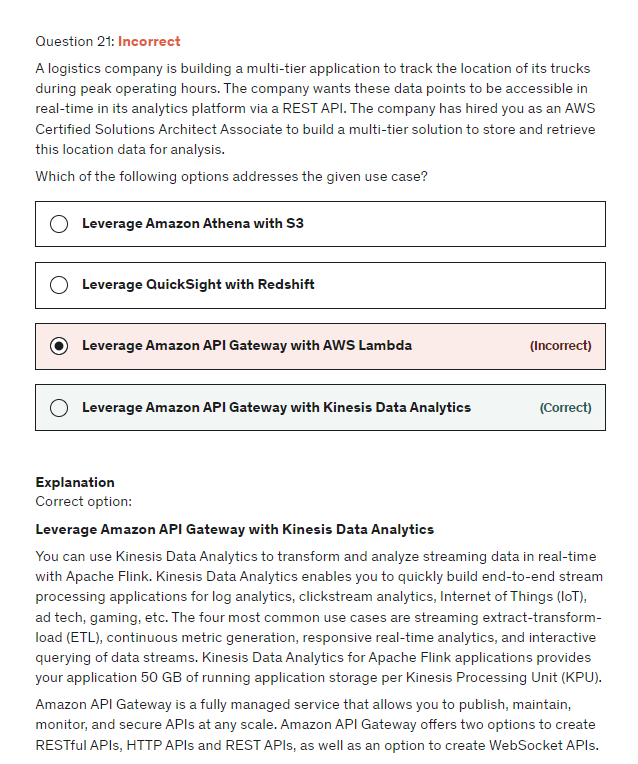 Question 21: Incorrect
A logistics company is building a multi-tier application to track the location of its trucks
during peak operating hours. The company wants these data points to be accessible in
real-time in its analytics platform via a REST API. The company has hired you as an AWS
Certified Solutions Architect Associate to build a multi-tier solution to store and retrieve
this location data for analysis.
Which of the following options addresses the given use case?
Leverage Amazon Athena with S3
Leverage QuickSight with Redshift
Leverage Amazon API Gateway with AWS Lambda (Incorrect)
Leverage Amazon API Gateway with Kinesis Data Analytics (Correct)
Explanation
Correct option:
Leverage Amazon API Gateway with Kinesis Data Analytics
You can use Kinesis Data Analytics to transform and analyze streaming data in real-time
with Apache Flink. Kinesis Data Analytics enables you to quickly build end-to-end stream
processing applications for log analytics, clickstream analytics, Internet of Things (IoT),
ad tech, gaming, etc. The four most common use cases are streaming extract-transform-
load (ETL), continuous metric generation, responsive real-time analytics, and interactive
querying of data streams. Kinesis Data Analytics for Apache Flink applications provides
your application 50 GB of running application storage per Kinesis Processing Unit (KPU).
Amazon API Gateway is a fully managed service that allows you to publish, maintain,
monitor, and secure APIs at any scale. Amazon API Gateway offers two options to create
RESTful APIs, HTTP APIs and REST APIs, as well as an option to create WebSocket APIs.